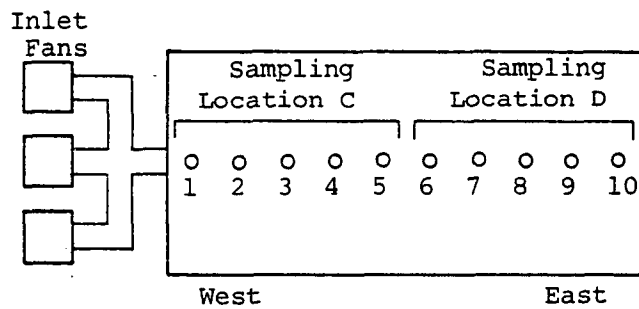 Inlet
Fans
Sampling Sampling
Location C Location D
1 2 3 4 5 6 7 8 9 10
West East